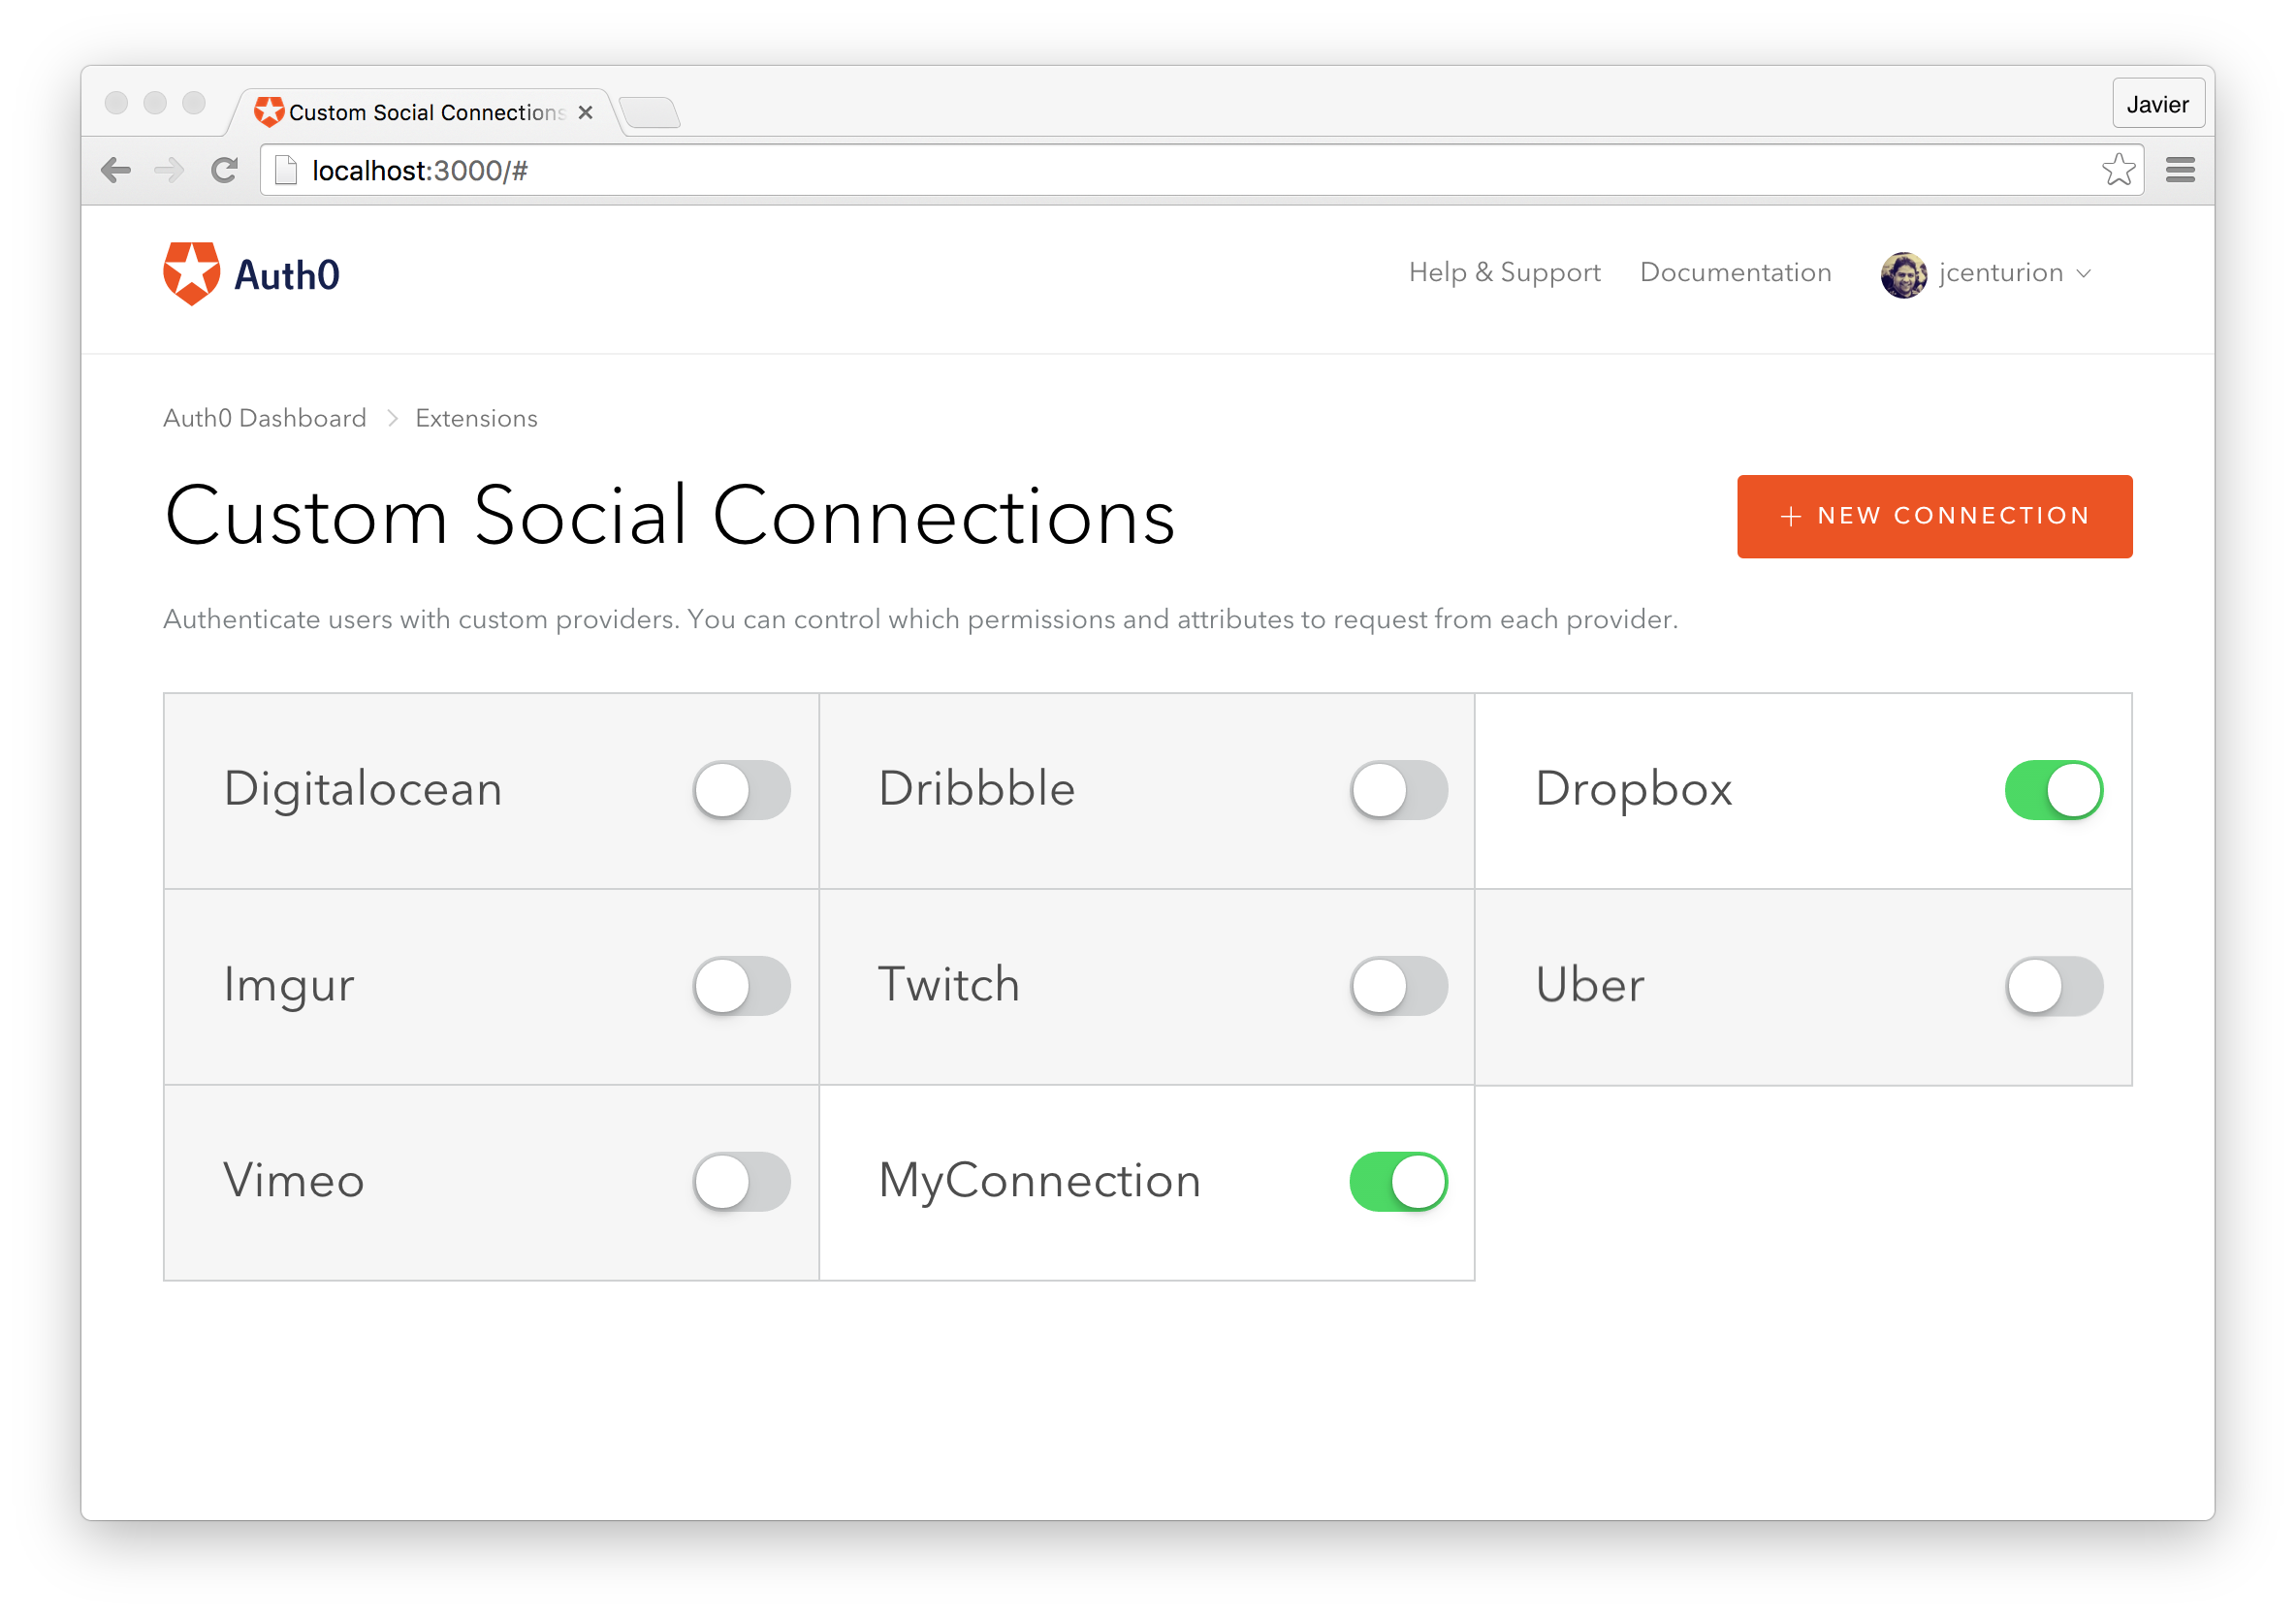 Custom Social Connections
Javier
localhost:3000/#
Auth0
Help & Support Documentation jcenturion
Auth0 Dashboard Extensions
Custom Social Connections
+ NEW CONNECTION
Authenticate users with custom providers. You can control which permissions and attributes to request from each provider.
Digitalocean
Dribbble
Dropbox
Imgur
Twitch
Uber
Vimeo
MyConnection